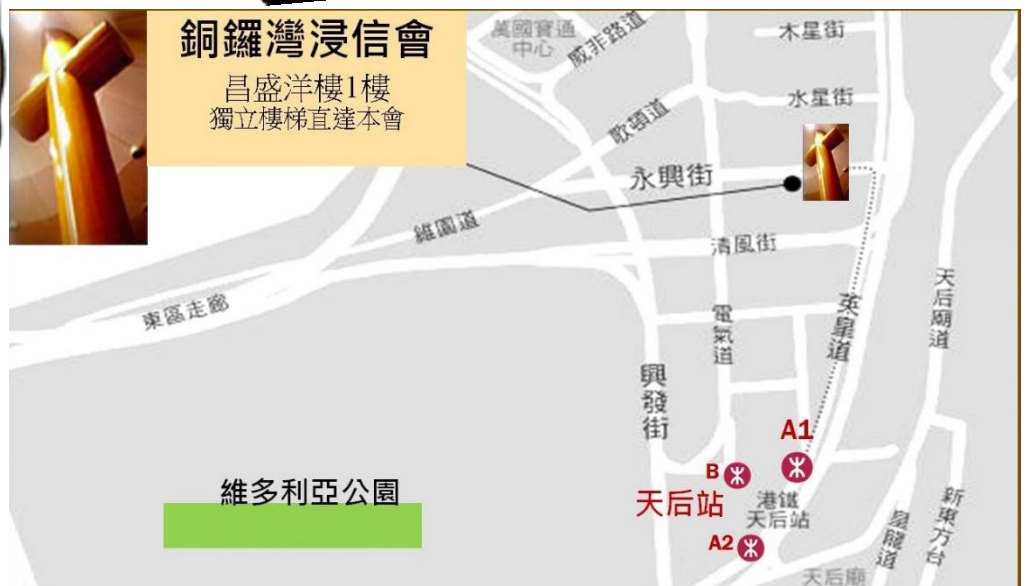 銅鑼灣浸信會
昌盛洋樓1樓
獨立樓梯直達本會
萬國寶通
中心
威非路道
木星街
水星街
歌頓道
永興街
維園道
清風街
東區走廊
電氣道
英皇道
天后廟道
興發街
A1
B
天后站
港鐵
天后站
A2
維多利亞公園
皇龍道
新東方台
天后廟